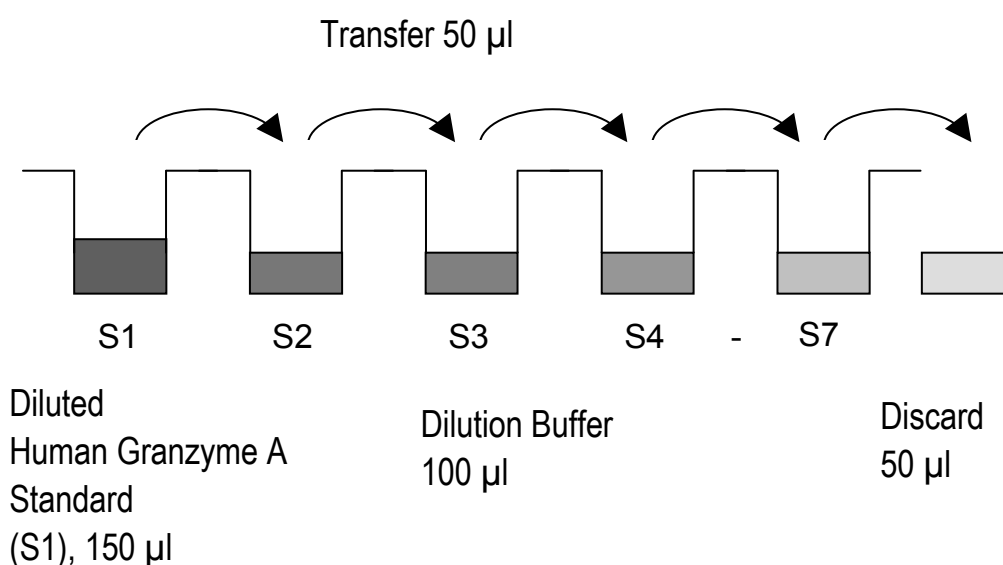 Transfer 50 µl
S1 S2 S3 S4 - S7
Diluted
Human Granzyme A
Standard
(S1), 150 µl
Dilution Buffer
100 µl
Discard
50 µl